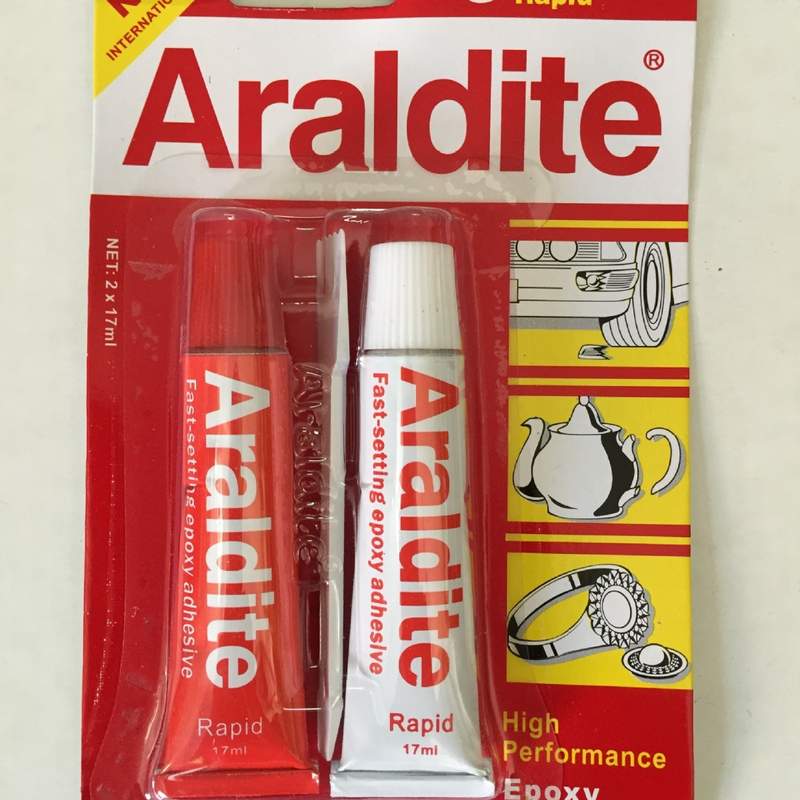 Rapid
Araldite®
NET: 2 x 17ml
Araldite
Fast-setting epoxy adhesive
Rapid
17ml
Araldite
Araldite
Fast-setting epoxy adhesive
Rapid
17ml
High
Performance
Epoxy